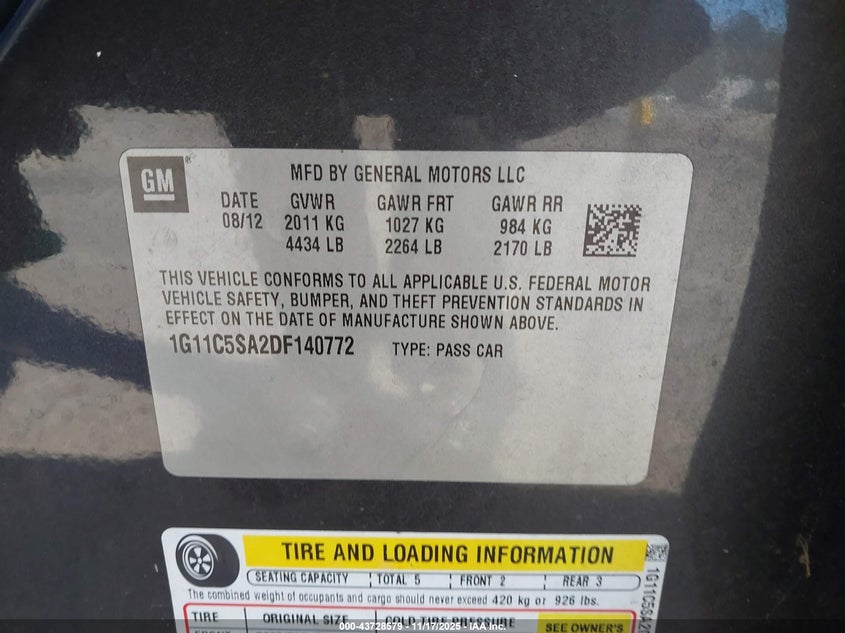 GM ®
MFD BY GENERAL MOTORS LLC
DATE GVWR GAWR FRT GAWR RR
08/12 2011 KG 1027 KG 984 KG
4434 LB 2264 LB 2170 LB
THIS VEHICLE CONFORMS TO ALL APPLICABLE U.S. FEDERAL MOTOR
VEHICLE SAFETY, BUMPER, AND THEFT PREVENTION STANDARDS IN
EFFECT ON THE DATE OF MANUFACTURE SHOWN ABOVE.
1G11C5SA2DF140772 TYPE: PASS CAR
TIRE AND LOADING INFORMATION
SEATING CAPACITY TOTAL 5 FRONT 2 REAR 3
The combined weight of occupants and cargo should never exceed 420 kg or 926 lbs.
TIRE ORIGINAL SIZE COLD TIRE PRESSURE SEE OWNER'S
1G11C5SA2
000-43728579 11/17/2025 IAA Inc.